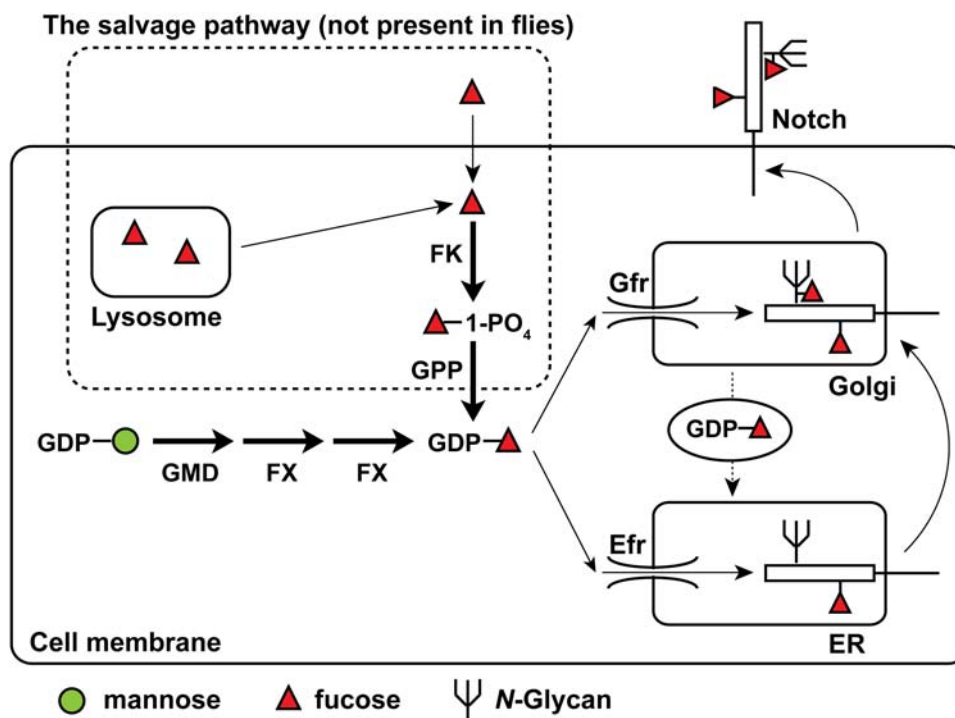 The salvage pathway (not present in flies)
Notch
FK
Gfr
Lysosome
1-PO4
GPP
Golgi
GDP
GDP
GDP
GMD
FX
FX
Efr
Cell membrane
ER
mannose
fucose
N-Glycan